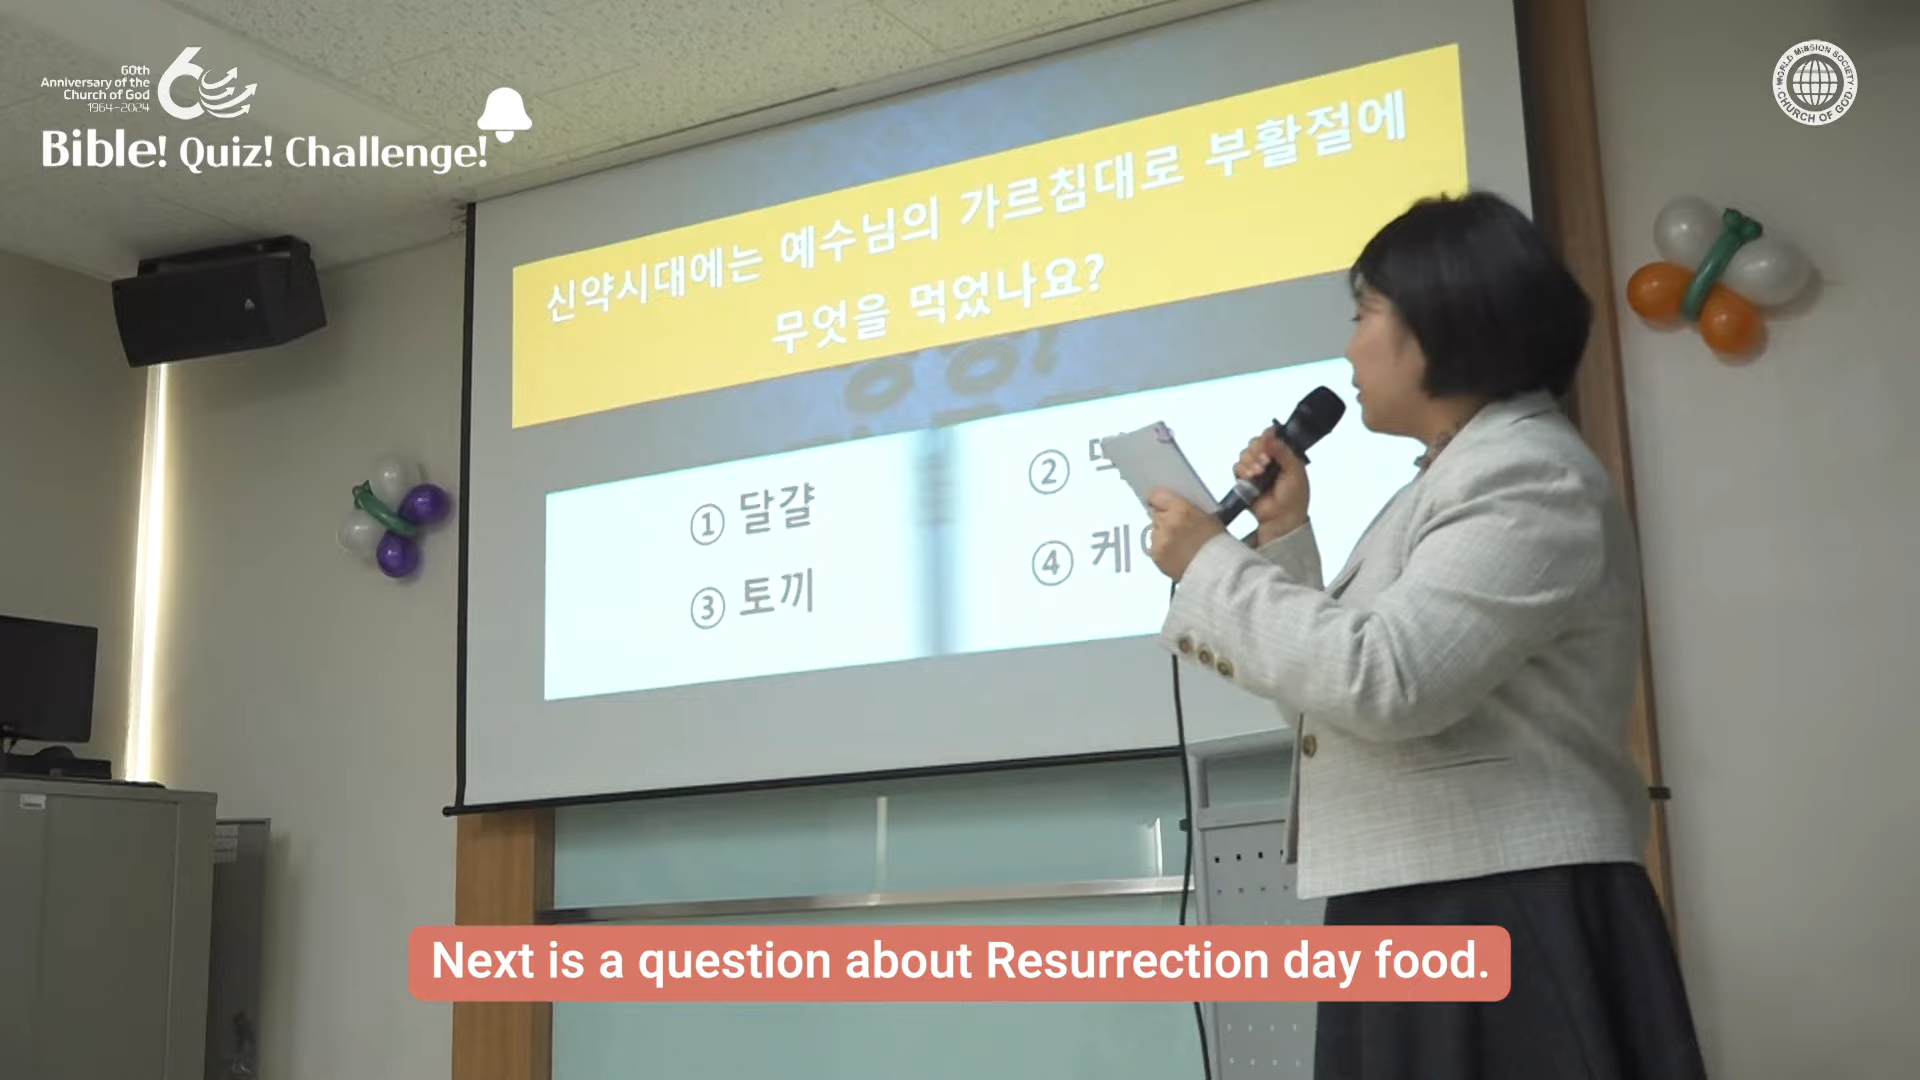 60th
Anniversary of the
Church of God
1964-2024
Bible! Quiz! Challenge!
WORLD MISSION SOCIETY
CHURCH OF GOD
신약시대에는 예수님의 가르침대로 부활절에
무엇을 먹었나요?
① 달걀
②
③ 토끼
④ 케
Next is a question about Resurrection day food.